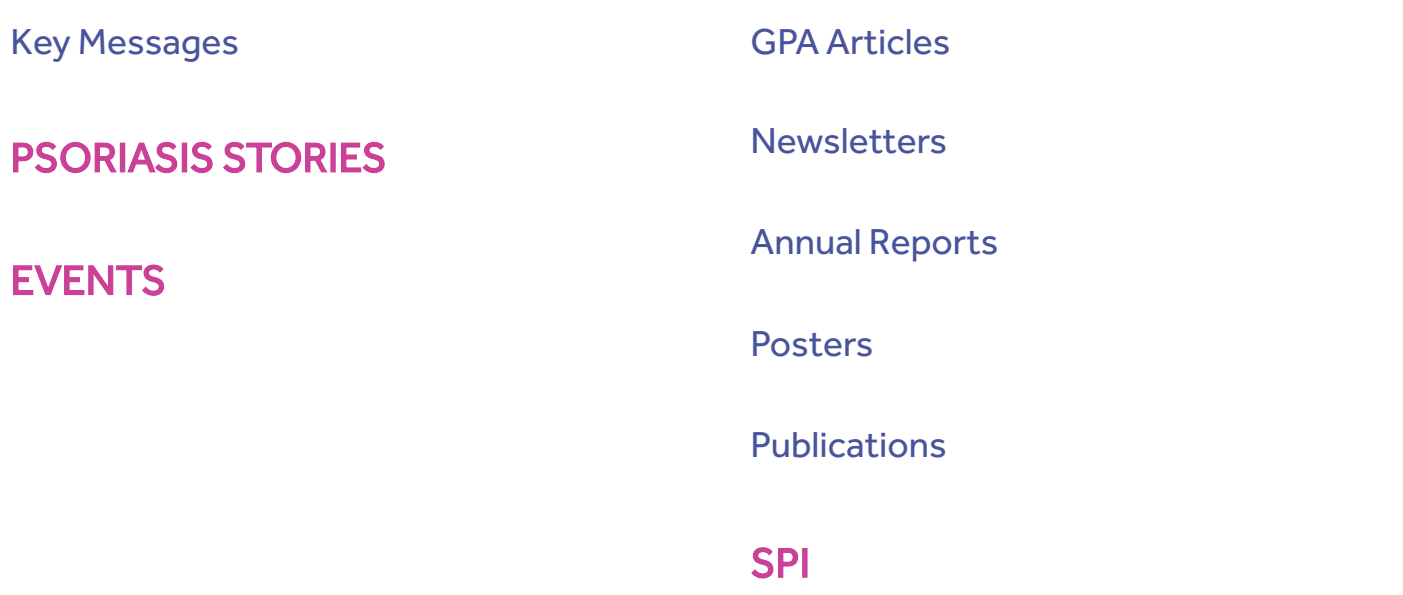 Key Messages
PSORIASIS STORIES
EVENTS
GPA Articles
Newsletters
Annual Reports
Posters
Publications
SPI